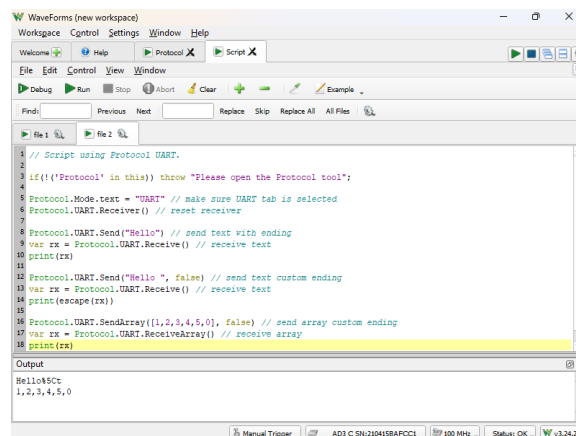 WaveForms (new workspace)
Workspace Control Settings Window Help
Welcome Help Protocol Script
File Edit Control View Window
Debug Run Stop Abort Clear Example
Find: Previous Next Replace Skip Replace All All Files
file 1 file 2
1 // Script using Protocol UART.
2
3 if(!('Protocol' in this)) throw "Please open the Protocol tool";
4
5 Protocol.Mode.text = "UART" // make sure UART tab is selected
6 Protocol.UART.Receiver() // reset receiver
7
8 Protocol.UART.Send("Hello") // send text with ending
9 var rx = Protocol.UART.Receive() // receive text
10 print(rx)
11
12 Protocol.UART.Send("Hello ", false) // send text custom ending
13 var rx = Protocol.UART.Receive() // receive text
14 print(escape(rx))
15
16 Protocol.UART.SendArray([1,2,3,4,5,0], false) // send array custom ending
17 var rx = Protocol.UART.ReceiveArray() // receive array
18 print(rx)
Output
Hello%5Ct
1,2,3,4,5,0
Manual Trigger AD3 C SN:210415BAFCC1 100 MHz Status: OK v3.24.2